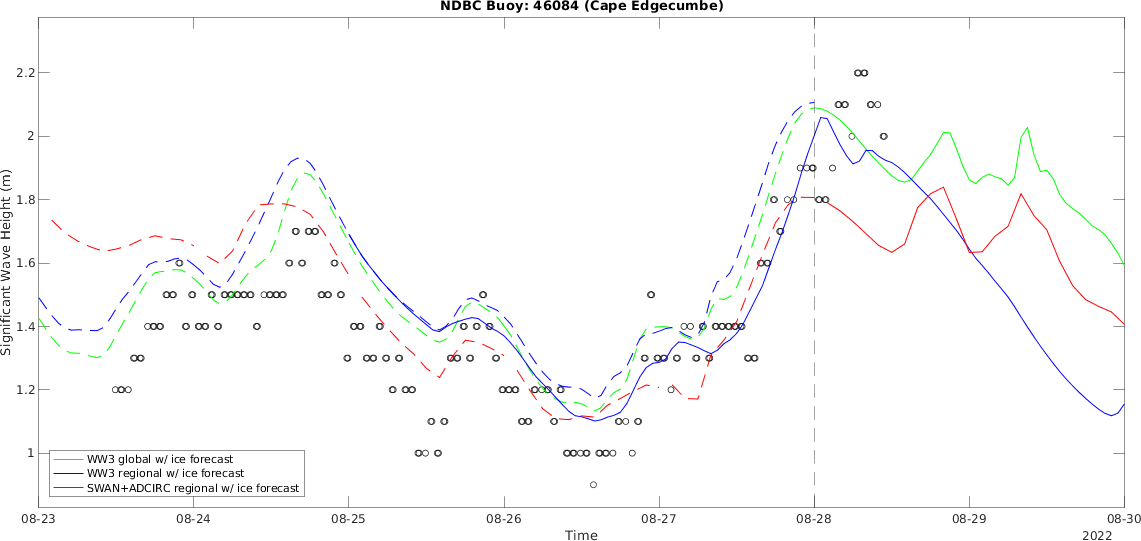 NDBC Buoy: 46084 (Cape Edgecumbe)
2.2
2
1.8
1.6
1.4
1.2
1
Significant Wave Height (m)
WW3 global w/ ice forecast
WW3 regional w/ ice forecast
SWAN+ADCIRC regional w/ ice forecast
08-23 08-24 08-25 08-26 08-27 08-28 08-29 08-30
Time
2022